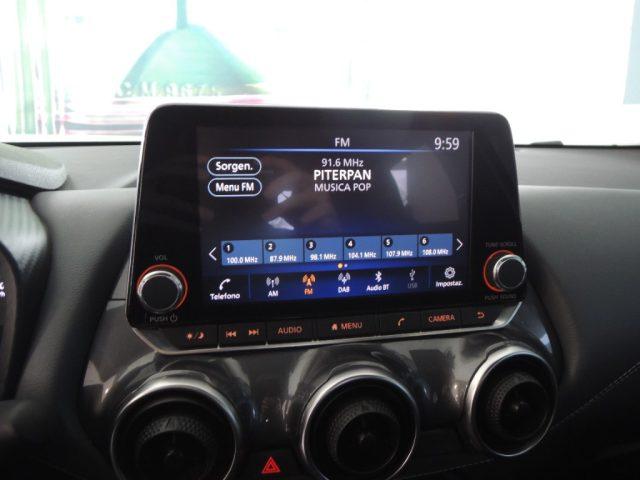 FM
9:59
Sorgen.
91.6 MHz
PITERPAN
Menu FM
MUSICA POP
1 2 3 4 5 6
100.0 MHz 87.9 MHz 98.1 MHz 104.1 MHz 107.9 MHz 108.0 MHz
Telefono AM FM DAB Audio BT USB Impostaz.
VOL
TUNE·SCROLL
PUSH
PUSH SOUND
AUDIO MENU CAMERA